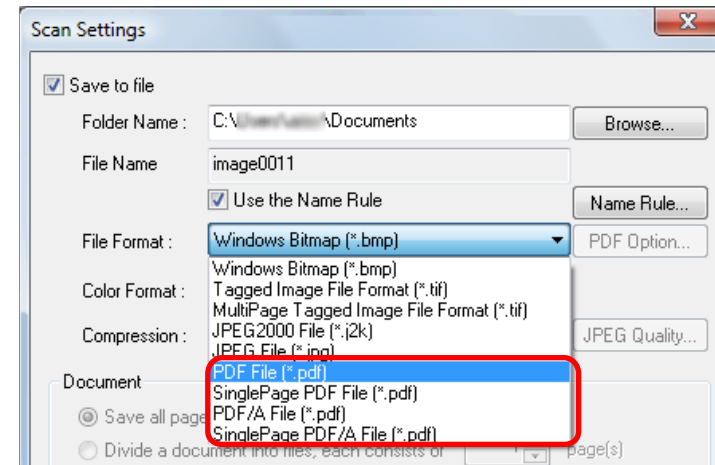 Scan Settings
Save to file
Folder Name : C:\ \Documents Browse...
File Name image0011
Use the Name Rule Name Rule...
File Format : Windows Bitmap (*.bmp) PDF Option...
Windows Bitmap (*.bmp)
Color Format : Tagged Image File Format (*.tif)
MultiPage Tagged Image File Format (*.tif)
Compression : JPEG2000 File (*.j2k) JPEG Quality...
JPEG File (*.jpg)
PDF File (*.pdf)
Document SinglePage PDF File (*.pdf)
Save all page PDF/A File (*.pdf)
SinglePage PDF/A File (*.pdf)
Divide a document into files, each consists of page(s)